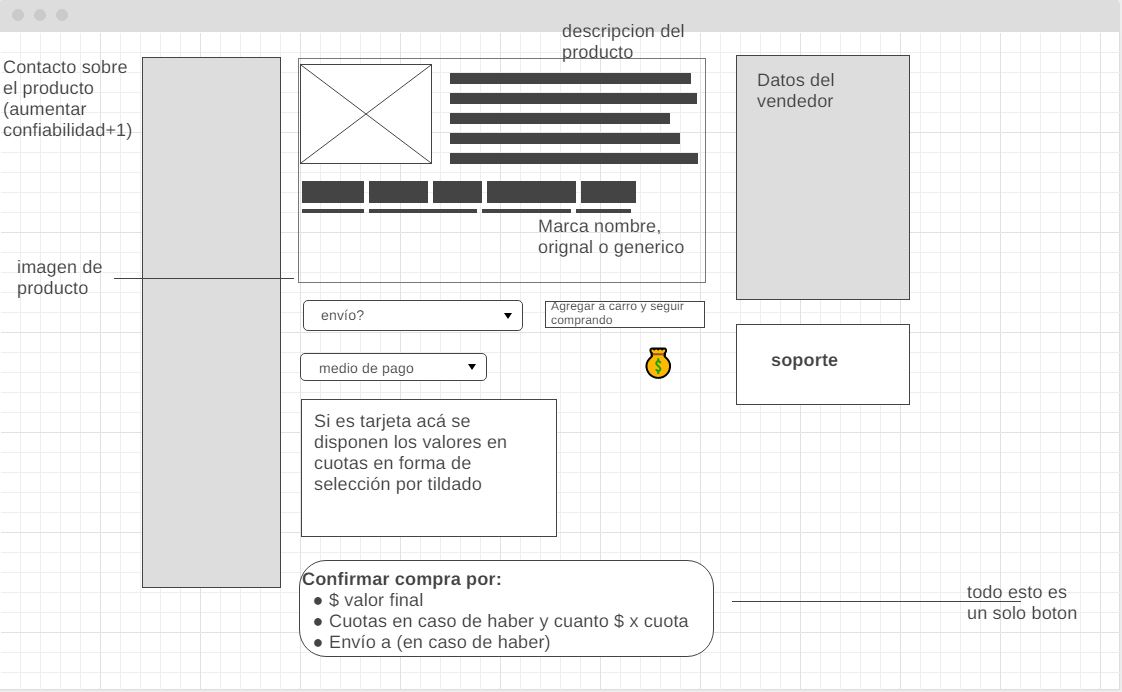 descripcion del
producto
Contacto sobre
el producto
(aumentar
confiabilidad+1)
Datos del
vendedor
Marca nombre,
orignal o generico
imagen de
producto
envío?
Agregar a carro y seguir
comprando
medio de pago
$
soporte
Si es tarjeta acá se
disponen los valores en
cuotas en forma de
selección por tildado
Confirmar compra por:
● $ valor final
● Cuotas en caso de haber y cuanto $ x cuota
● Envío a (en caso de haber)
todo esto es
un solo boton